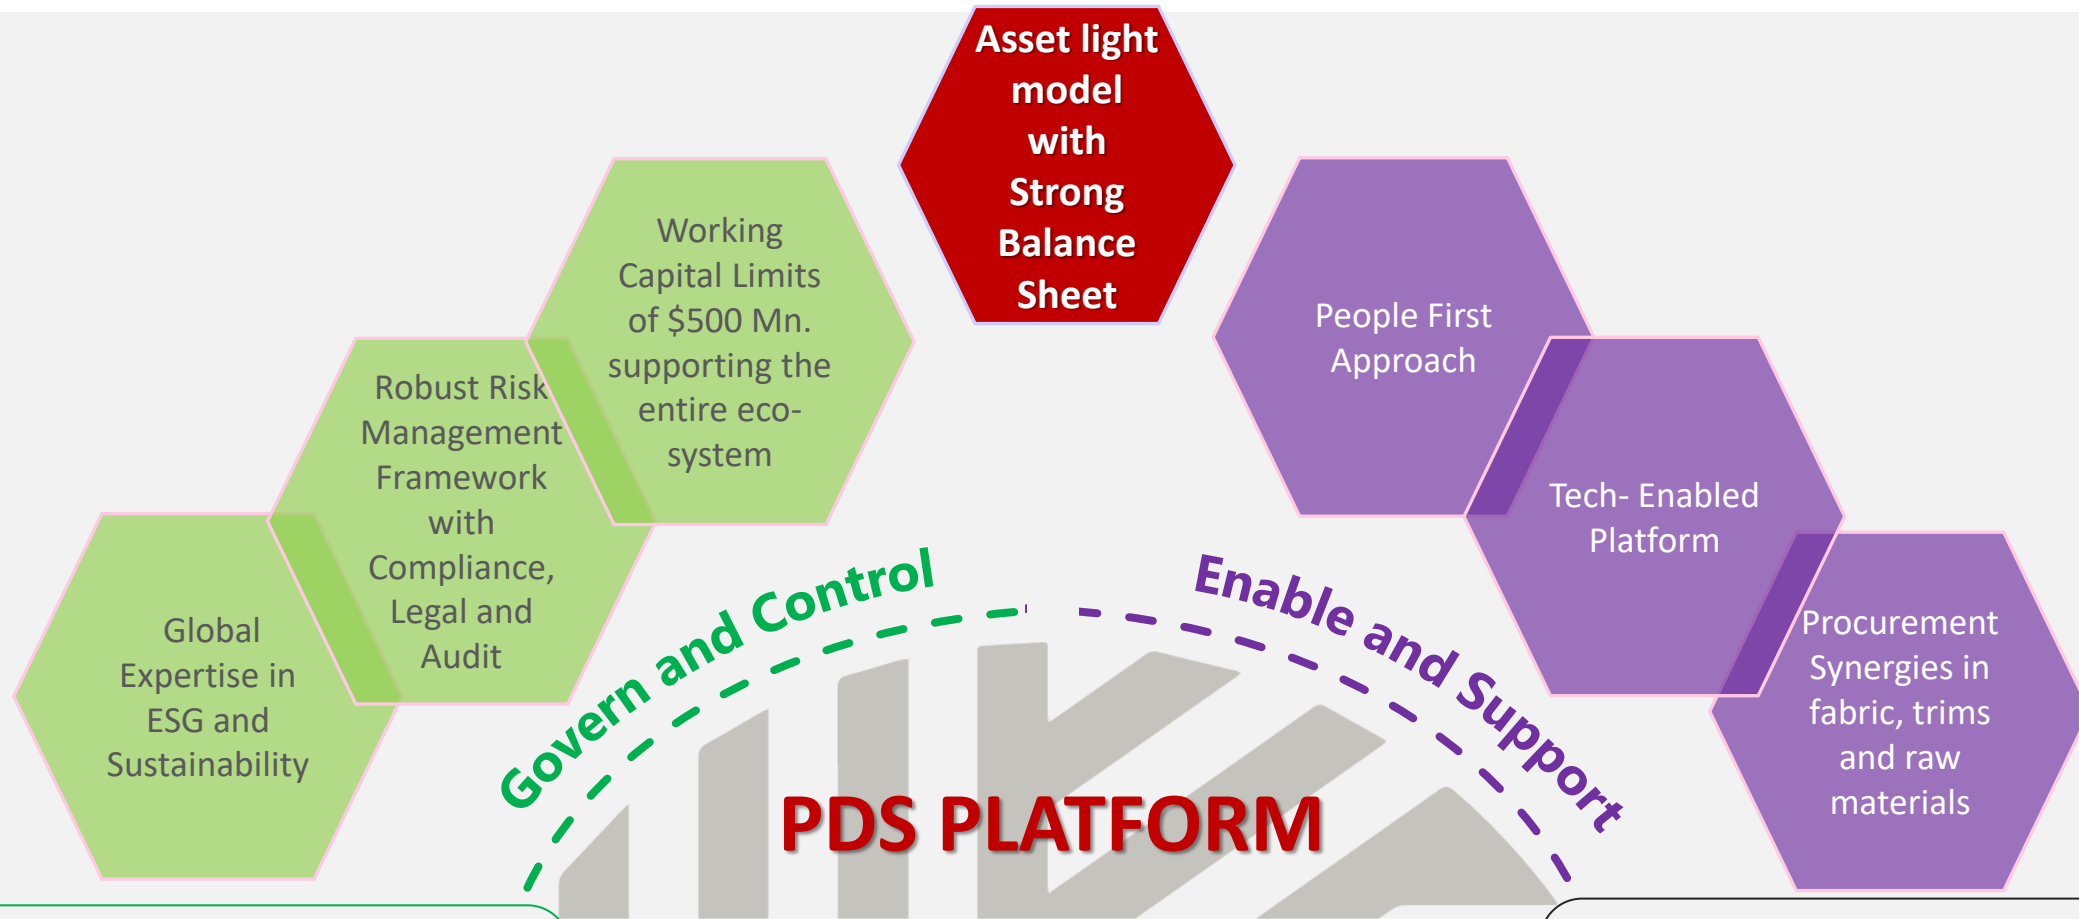 Asset light
model
with
Strong
Balance
Sheet
Working
Capital Limits
of $500 Mn.
supporting the
entire eco-
system
Robust Risk
Management
Framework
with
Compliance,
Legal and
Audit
Global
Expertise in
ESG and
Sustainability
People First
Approach
Tech- Enabled
Platform
Procurement
Synergies in
fabric, trims
and raw
materials
Govern and Control
Enable and Support
PDS PLATFORM